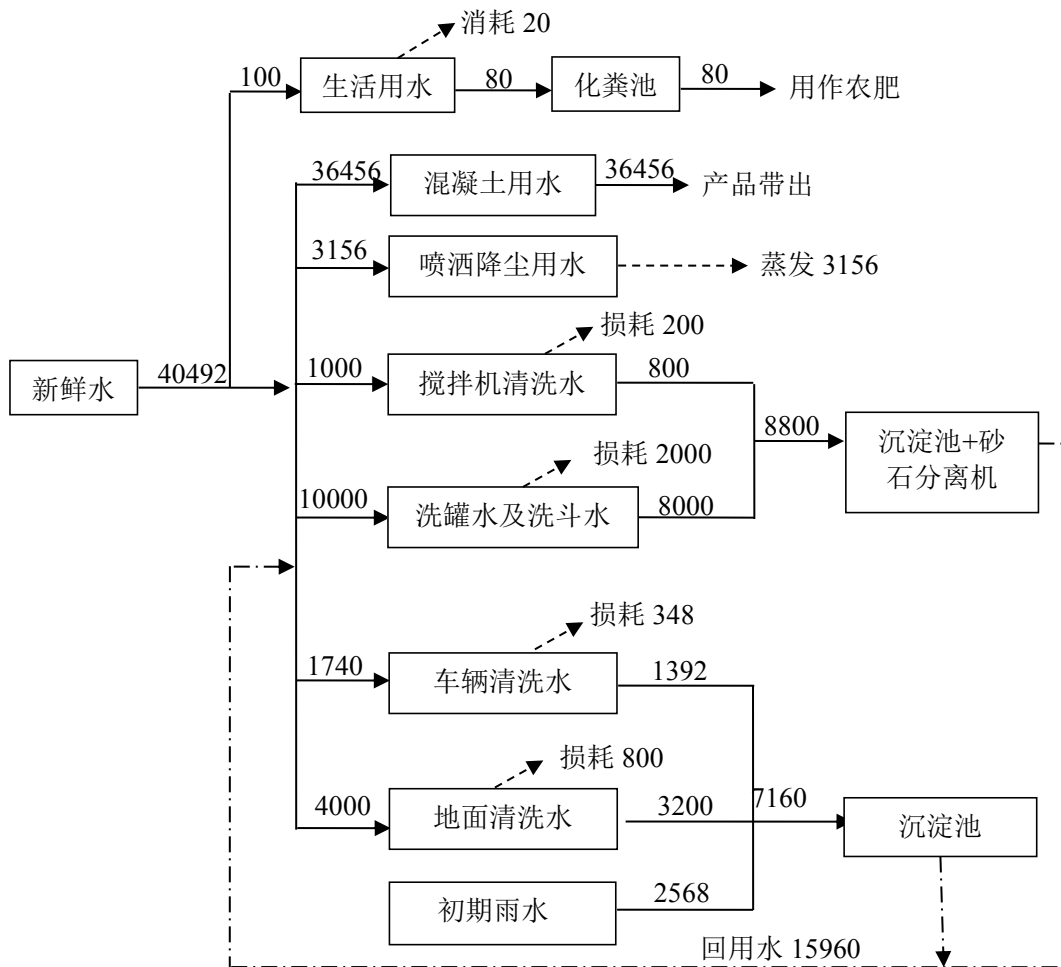 消耗 20
100
生活用水
80
化粪池
80
用作农肥
36456
混凝土用水
36456
产品带出
3156
喷洒降尘用水
蒸发 3156
损耗 200
新鲜水
40492
1000
搅拌机清洗水
800
8800
沉淀池+砂
石分离机
损耗 2000
10000
洗罐水及洗斗水
8000
损耗 348
1740
车辆清洗水
1392
损耗 800
4000
地面清洗水
3200
7160
沉淀池
初期雨水
2568
回用水 15960